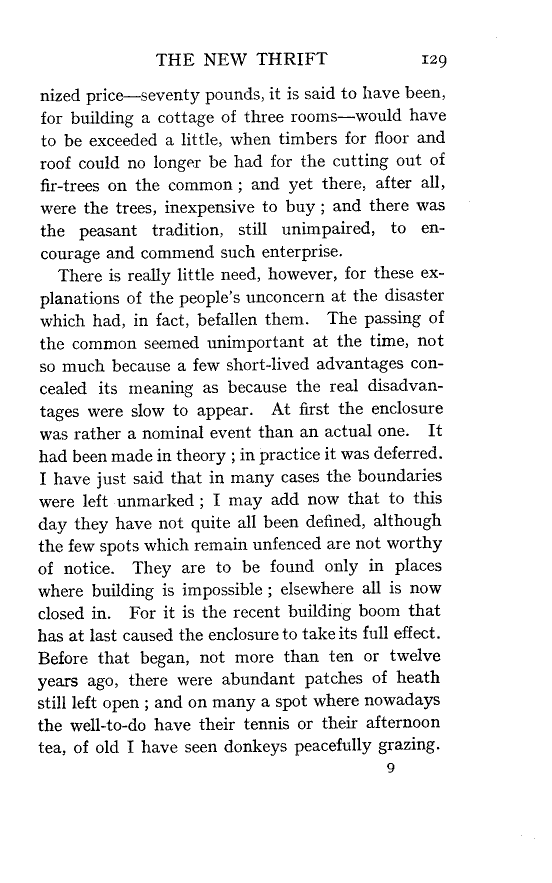 THE NEW THRIFT 129
nized price—seventy pounds, it is said to have been,
for building a cottage of three rooms—would have
to be exceeded a little, when timbers for floor and
roof could no longer be had for the cutting out of
fir-trees on the common ; and yet there, after all,
were the trees, inexpensive to buy ; and there was
the peasant tradition, still unimpaired, to en-
courage and commend such enterprise.
There is really little need, however, for these ex-
planations of the people's unconcern at the disaster
which had, in fact, befallen them. The passing of
the common seemed unimportant at the time, not
so much because a few short-lived advantages con-
cealed its meaning as because the real disadvan-
tages were slow to appear. At first the enclosure
was rather a nominal event than an actual one. It
had been made in theory ; in practice it was deferred.
I have just said that in many cases the boundaries
were left unmarked ; I may add now that to this
day they have not quite all been defined, although
the few spots which remain unfenced are not worthy
of notice. They are to be found only in places
where building is impossible ; elsewhere all is now
closed in. For it is the recent building boom that
has at last caused the enclosure to take its full effect.
Before that began, not more than ten or twelve
years ago, there were abundant patches of heath
still left open ; and on many a spot where nowadays
the well-to-do have their tennis or their afternoon
tea, of old I have seen donkeys peacefully grazing.
9